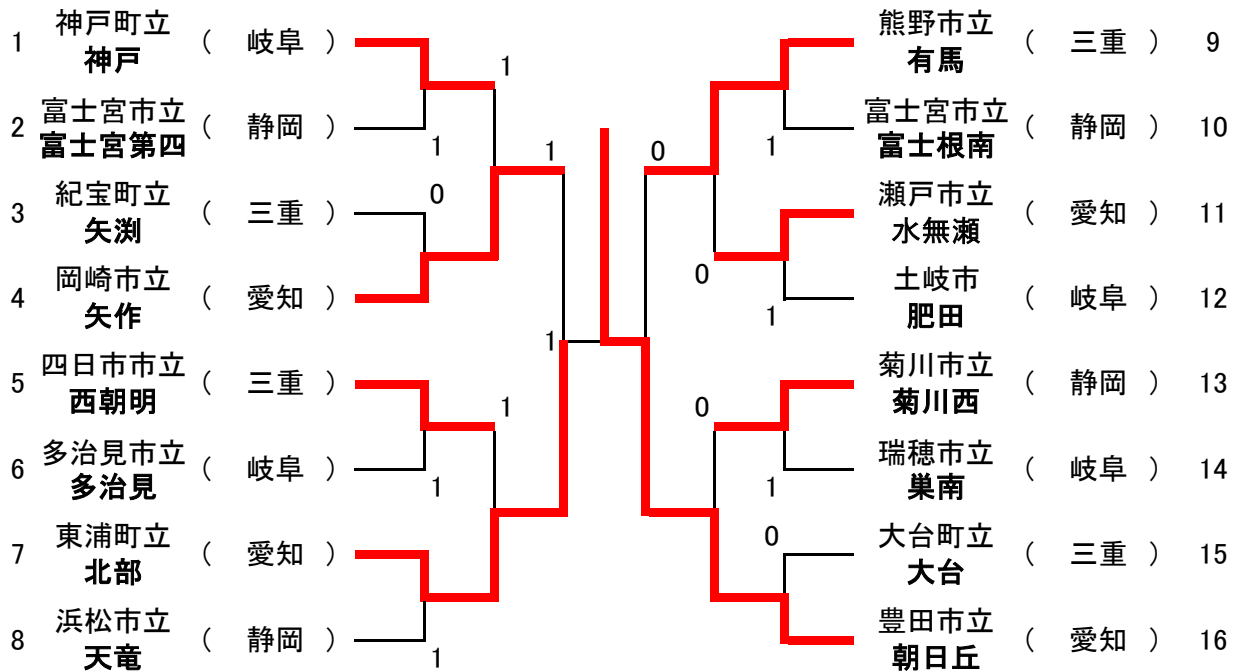 1 神戸町立 神戸 ( 岐阜 )
2 富士宮市立 富士宮第四 ( 静岡 )
3 紀宝町立 矢渕 ( 三重 )
4 岡崎市立 矢作 ( 愛知 )
5 四日市市立 西朝明 ( 三重 )
6 多治見市立 多治見 ( 岐阜 )
7 東浦町立 北部 ( 愛知 )
8 浜松市立 天竜 ( 静岡 )
1
1
0
1
1
1
1
1
0
1
0
1
0
1
0
熊野市立 有馬 ( 三重 ) 9
富士宮市立 富士根南 ( 静岡 ) 10
瀬戸市立 水無瀬 ( 愛知 ) 11
土岐市 肥田 ( 岐阜 ) 12
菊川市立 菊川西 ( 静岡 ) 13
瑞穂市立 巣南 ( 岐阜 ) 14
大台町立 大台 ( 三重 ) 15
豊田市立 朝日丘 ( 愛知 ) 16